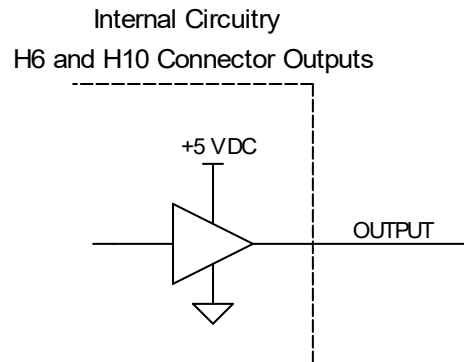 Internal Circuitry
H6 and H10 Connector Outputs
+5 VDC
OUTPUT